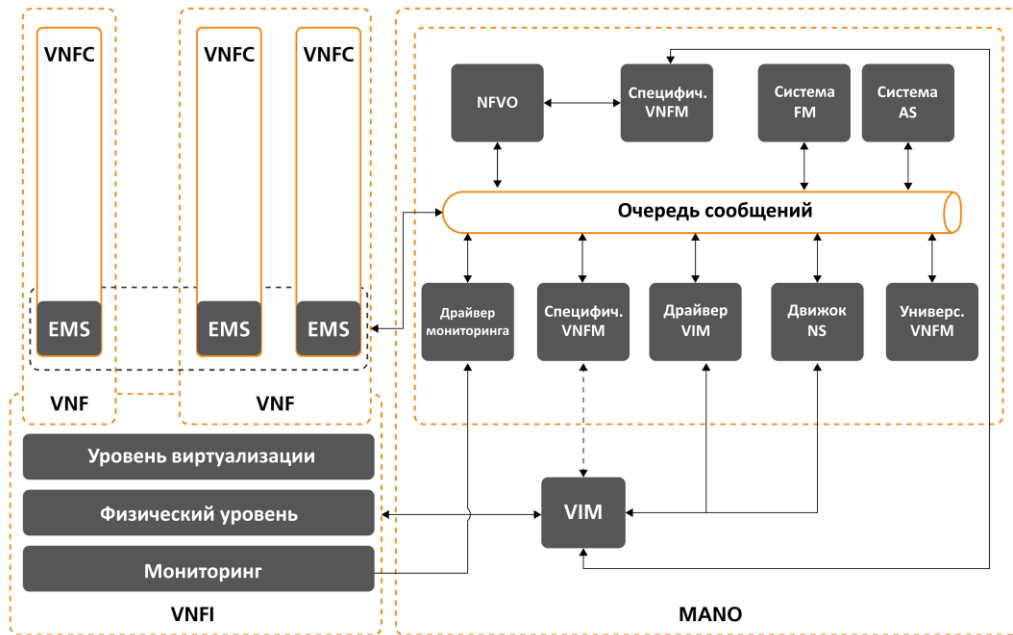 VNFC
VNFC
VNFC
EMS
EMS
EMS
VNF
VNF
Уровень виртуализации
Физический уровень
Мониторинг
VNFI
NFVO
Специфич.
VNFM
Система
FM
Система
AS
Очередь сообщений
Драйвер
мониторинга
Специфич.
VNFM
Драйвер
VIM
Движок
NS
Универс.
VNFM
VIM
MANO